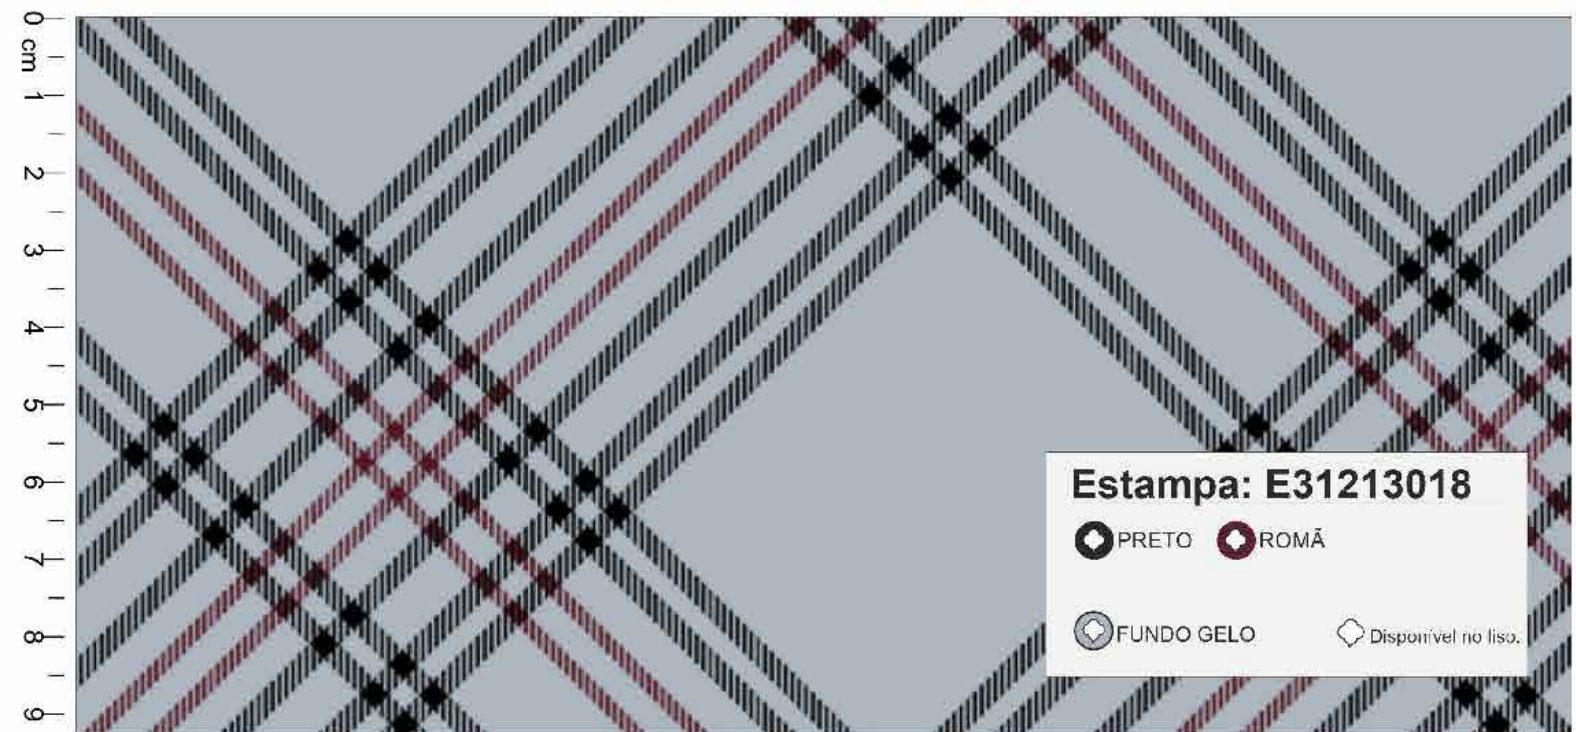 0
cm
1
2
3
4
5
6
7
8
9
Estampa: E31213018
PRETO ROMÃ
FUNDO GELO Disponível no liso.